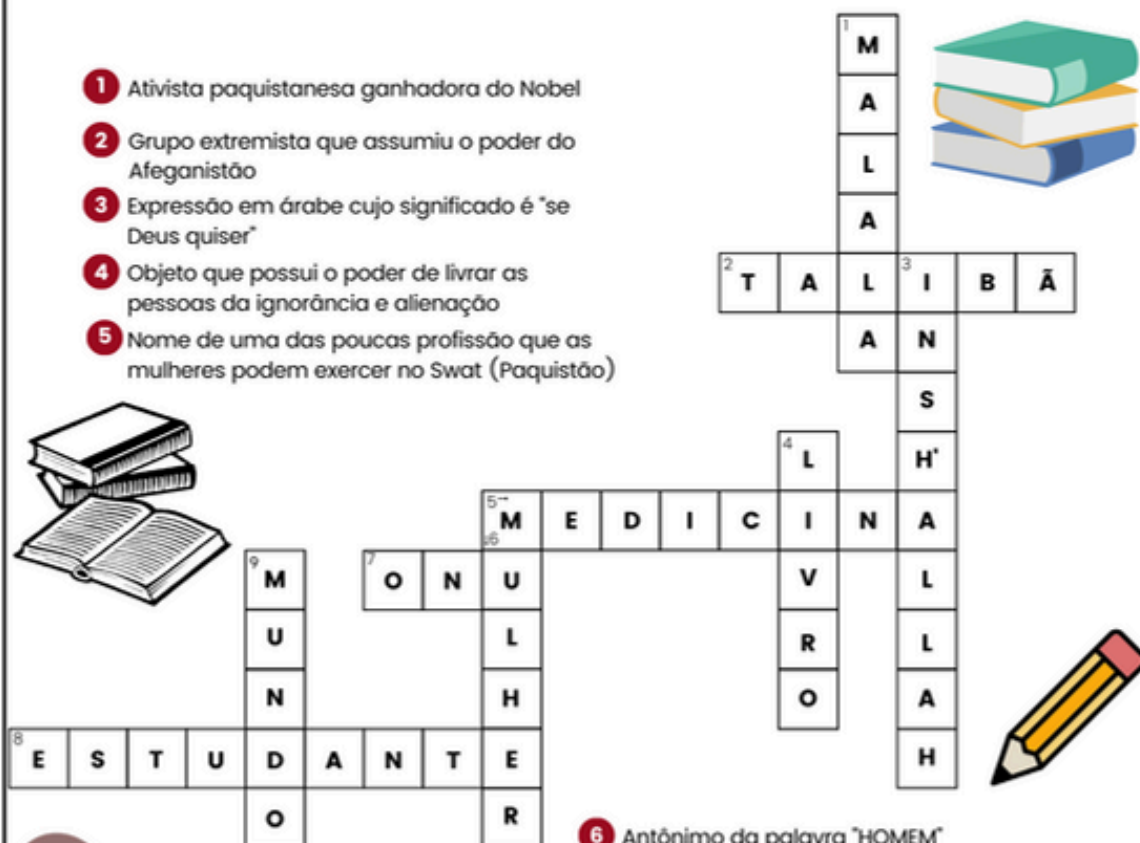 1 Ativista paquistanesa ganhadora do Nobel
2 Grupo extremista que assumiu o poder do
Afeganistão
3 Expressão em árabe cujo significado é "se
Deus quiser"
4 Objeto que possui o poder de livrar as
pessoas da ignorância e alienação
5 Nome de uma das poucas profissão que as
mulheres podem exercer no Swat (Paquistão)
1 M
A
L
A
2 T A L 3 I B Ã
A N
S
4 L H'
5→ ↓6 M E D I C I N A
9 M 7 O N U V L
U L R L
N H O A
8 E S T U D A N T E H
O R
6 Antônimo da palavra "HOMEM"